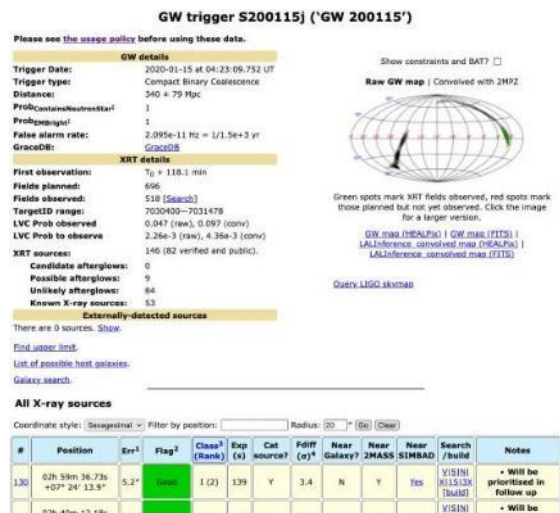 GW trigger S200115j (‘GW 200115’)
Please see the usage policy before using these data.
GW details
Trigger Date: 2020-01-15 at 04:23:09.752 UT
Trigger type: Compact Binary Coalescence
Distance: 340 ± 79 Mpc
ProbContainsNeutronStar‡ 1
ProbEMBright‡ 1
False alarm rate: 2.095e-11 Hz = 1/1.5e+3 yr
GraceDB: GraceDB
XRT details
First observation: T0 + 118.1 min
Fields planned: 696
Fields observed: 518 [Search]
TargetID range: 7030400—7031478
LVC Prob observed 0.047 (raw), 0.097 (conv)
LVC Prob to observe 2.26e-3 (raw), 4.36e-3 (conv)
XRT sources: 146 (82 verified and public).
Candidate afterglows: 0
Possible afterglows: 9
Unlikely afterglows: 84
Known X-ray sources: 53
Externally-detected sources
There are 0 sources. Show.
Find upper limit.
List of possible host galaxies.
Galaxy search.
Show constraints and BAT?
Raw GW map | Convolved with 2MPZ
Green spots mark XRT fields observed, red spots mark
those planned but not yet observed. Click the image
for a larger version.
GW map (HEALPix) | GW map (FITS) |
LALInference convolved map (HEALPix) |
LALInference convolved map (FITS)
Query LIGO skymap
All X-ray sources
Coordinate style: Sexagesimal Filter by position: Radius: 20 " Go Clear
# Position Err1 Flag2 Class3 (Rank) Exp (s) Cat source? Fdiff (σ)4 Near Galaxy? Near 2MASS Near SIMBAD Search /build Notes
130 02h 59m 36.73s +07° 24' 13.9" 5.2" Good I (2) 139 Y 3.4 N Y Yes V|S|N| X|1S|3X [build] • Will be prioritised in follow up
V|S|N| • Will be